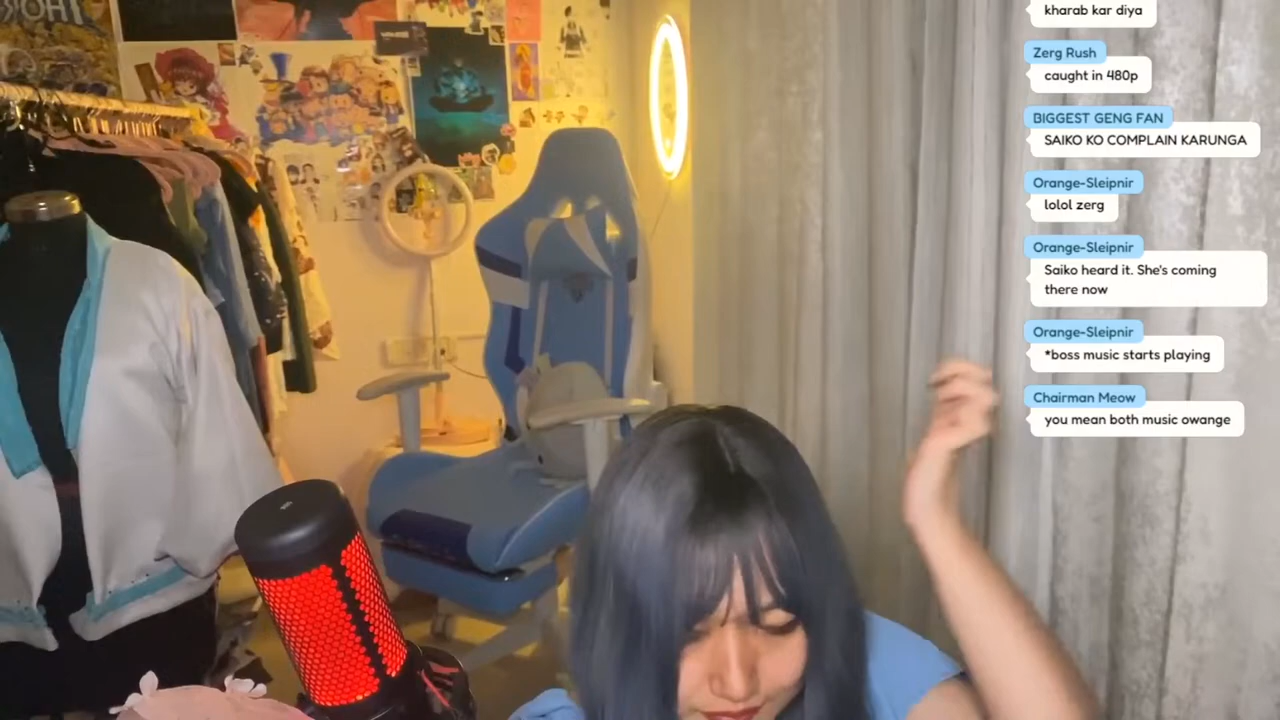 kharab kar diya
Zerg Rush
caught in 480p
BIGGEST GENG FAN
SAIKO KO COMPLAIN KARUNGA
Orange-Sleipnir
lolol zerg
Orange-Sleipnir
Saiko heard it. She's coming
there now
Orange-Sleipnir
*boss music starts playing
Chairman Meow
you mean both music owange